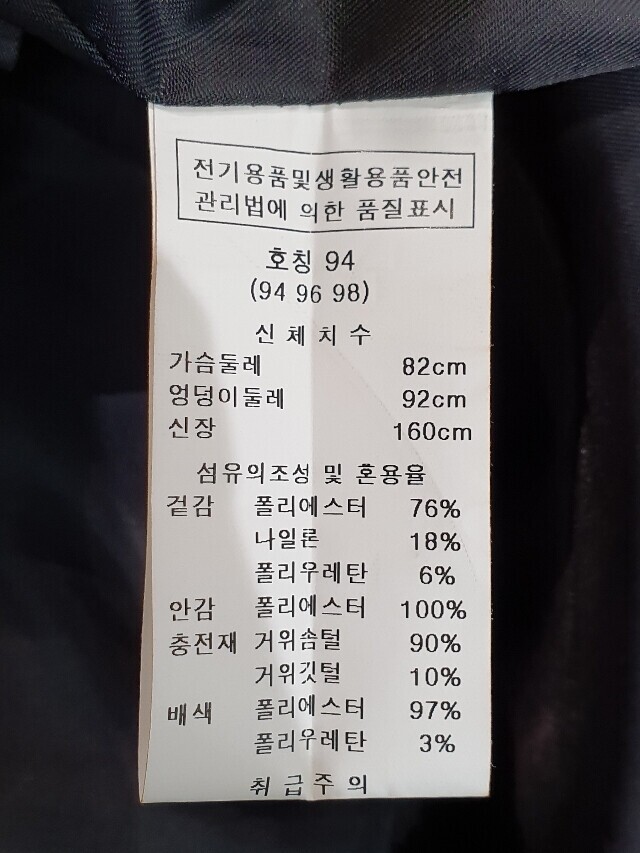 전기용품및생활용품안전
관리법에 의한 품질표시
호칭 94
(94 96 98)
신 체 치 수
가슴둘레 82cm
엉덩이둘레 92cm
신장 160cm
섬유의조성 및 혼용율
겉감 폴리에스터 76%
나일론 18%
폴리우레탄 6%
안감 폴리에스터 100%
충전재 거위솜털 90%
거위깃털 10%
배색 폴리에스터 97%
폴리우레탄 3%
취 급 주 의